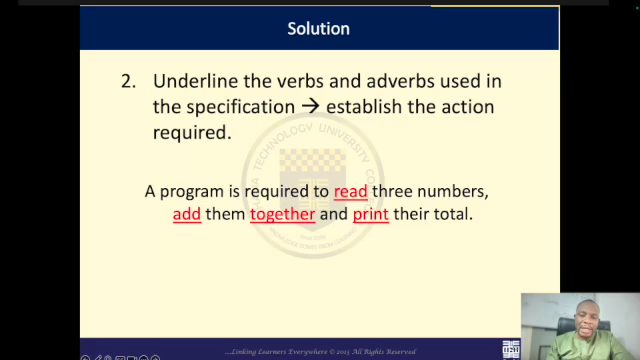 Solution
2. Underline the verbs and adverbs used in
the specification → establish the action
required.
A program is required to read three numbers,
add them together and print their total.
...Linking Learners Everywhere © 2015 All Rights Reserved